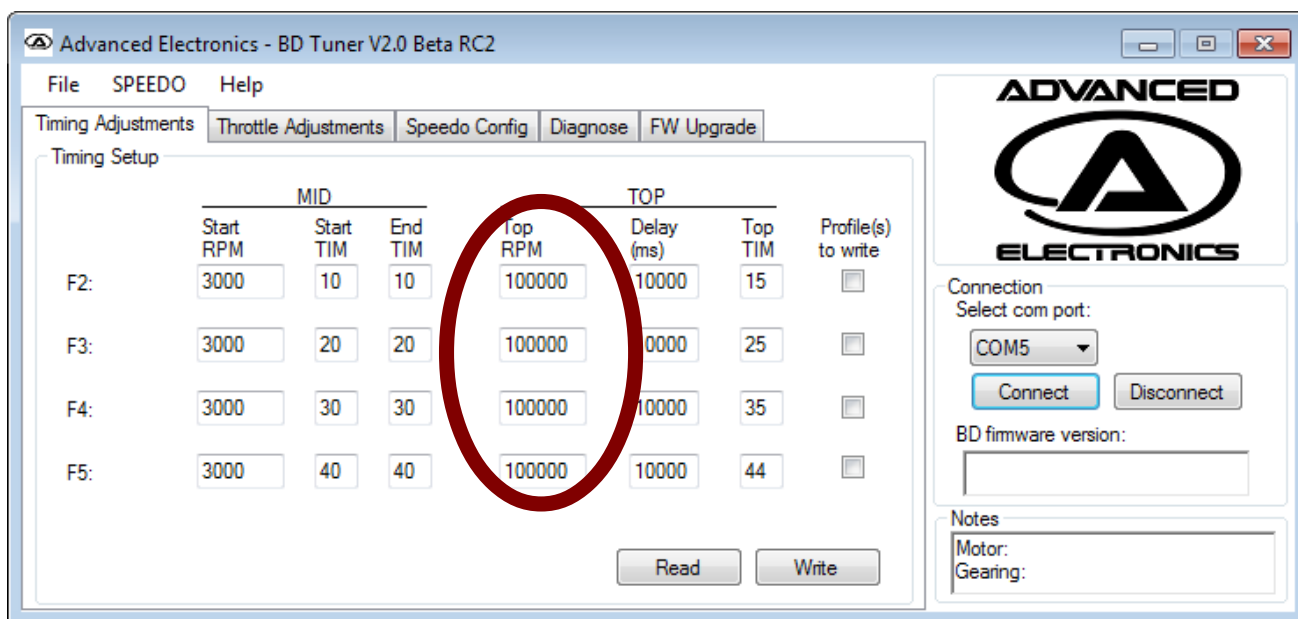 Advanced Electronics - BD Tuner V2.0 Beta RC2
File SPEEDO Help
Timing Adjustments Throttle Adjustments Speedo Config Diagnose FW Upgrade
Timing Setup
MID TOP
Start RPM Start TIM End TIM Top RPM Delay (ms) Top TIM Profile(s) to write
F2: 3000 10 10 100000 10000 15
F3: 3000 20 20 100000 10000 25
F4: 3000 30 30 100000 10000 35
F5: 3000 40 40 100000 10000 44
Read Write
ADVANCED
A
ELECTRONICS
Connection
Select com port:
COM5
Connect Disconnect
BD firmware version:
Notes
Motor:
Gearing: